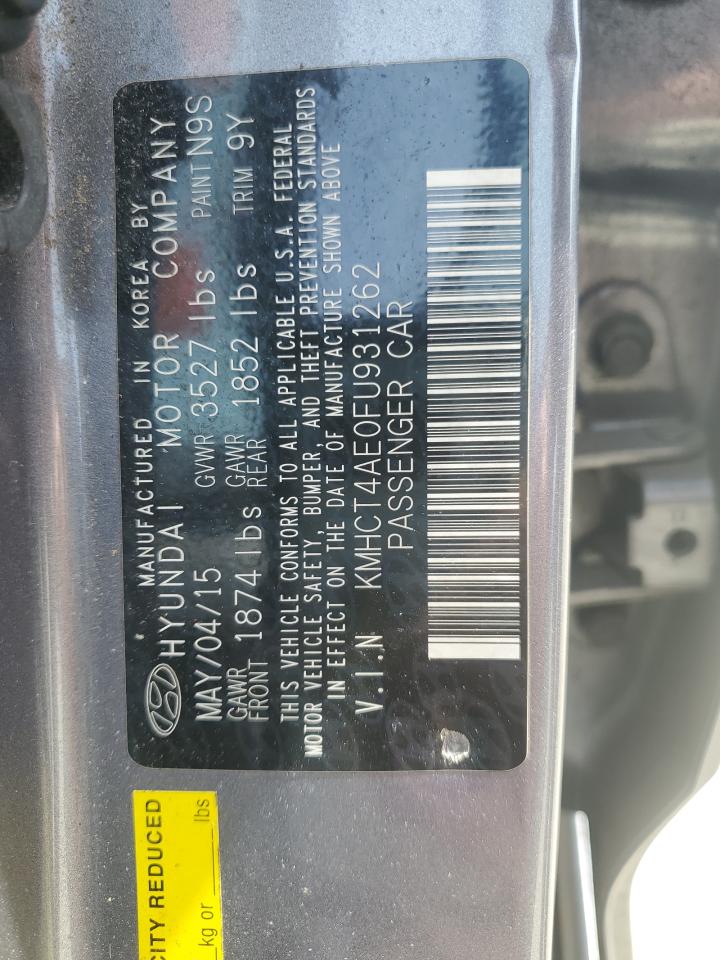 MANUFACTURED IN KOREA BY
HYUNDAI MOTOR COMPANY
MAY/04/15 GVWR 3527 lbs PAINT N9S
GAWR FRONT 1874 lbs GAWR REAR 1852 lbs TRIM 9Y
THIS VEHICLE CONFORMS TO ALL APPLICABLE U.S.A. FEDERAL
MOTOR VEHICLE SAFETY, BUMPER, AND THEFT PREVENTION STANDARDS
IN EFFECT ON THE DATE OF MANUFACTURE SHOWN ABOVE
V.I.N KMHCT4AE0FU931262
PASSENGER CAR
CITY REDUCED
kg or ____ lbs